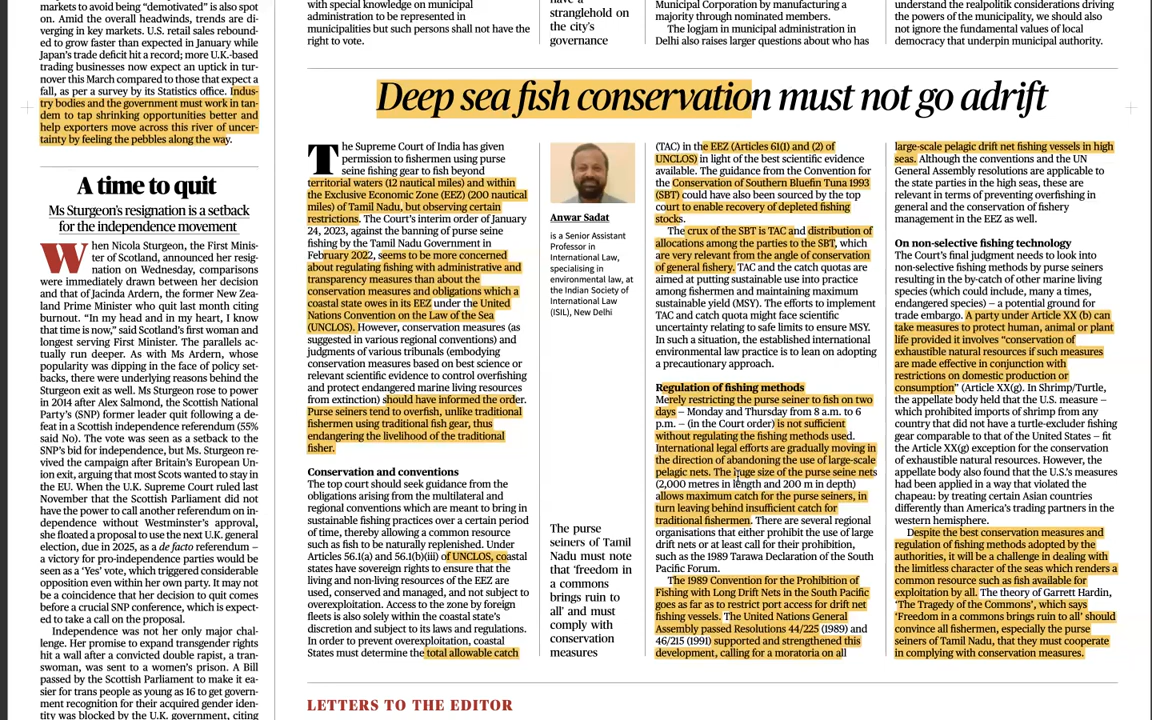 markets to avoid being “demotivated” is also spot
on. Amid the overall headwinds, trends are di-
verging in key markets. U.S. retail sales rebound-
ed to grow faster than expected in January while
Japan’s trade deficit hit a record; more U.K.-based
trading businesses now expect an uptick in tur-
nover this March compared to those that expect a
fall, as per a survey by its Statistics office. Indus-
try bodies and the government must work in tan-
dem to tap shrinking opportunities better and
help exporters move across this river of uncer-
tainty by feeling the pebbles along the way.
A time to quit
Ms Sturgeon’s resignation is a setback
for the independence movement
When Nicola Sturgeon, the First Minis-
ter of Scotland, announced her resig-
nation on Wednesday, comparisons
were immediately drawn between her decision
and that of Jacinda Ardern, the former New Zea-
land Prime Minister who quit last month citing
burnout. “In my head and in my heart, I know
that time is now,” said Scotland’s first woman and
longest serving First Minister. The parallels ac-
tually run deeper. As with Ms Ardern, whose
popularity was dipping in the face of policy set-
backs, there were underlying reasons behind the
Sturgeon exit as well. Ms Sturgeon rose to power
in 2014 after Alex Salmond, the Scottish National
Party’s (SNP) former leader quit following a de-
feat in a Scottish independence referendum (55%
said No). The vote was seen as a setback to the
SNP’s bid for independence, but Ms. Sturgeon re-
vived the campaign after Britain’s European Un-
ion exit, arguing that most Scots wanted to stay in
the EU. When the U.K. Supreme Court ruled last
November that the Scottish Parliament did not
have the power to call another referendum on in-
dependence without Westminster’s approval,
she floated a proposal to use the next U.K. general
election, due in 2025, as a de facto referendum —
a victory for pro-independence parties would be
seen as a ‘Yes’ vote, which triggered considerable
opposition even within her own party. It may not
be a coincidence that her decision to quit comes
before a crucial SNP conference, which is expect-
ed to take a call on the proposal.
Independence was not her only major chal-
lenge. Her promise to expand transgender rights
hit a wall after a convicted double rapist, a tran-
swoman, was sent to a women’s prison. A Bill
passed by the Scottish Parliament to make it ea-
sier for trans people as young as 16 to get govern-
ment recognition for their acquired gender iden-
tity was blocked by the U.K. government, citing
with special knowledge on municipal
administration to be represented in
municipalities but such persons shall not have the
right to vote.
have a
stranglehold on
the city’s
governance
Municipal Corporation by manufacturing a
majority through nominated members.
The logjam in municipal administration in
Delhi also raises larger questions about who has
understand the realpolitik considerations driving
the powers of the municipality, we should also
not ignore the fundamental values of local
democracy that underpin municipal authority.
Deep sea fish conservation must not go adrift
The Supreme Court of India has given
permission to fishermen using purse
seine fishing gear to fish beyond
territorial waters (12 nautical miles) and within
the Exclusive Economic Zone (EEZ) (200 nautical
miles) of Tamil Nadu, but observing certain
restrictions. The Court’s interim order of January
24, 2023, against the banning of purse seine
fishing by the Tamil Nadu Government in
February 2022, seems to be more concerned
about regulating fishing with administrative and
transparency measures than about the
conservation measures and obligations which a
coastal state owes in its EEZ under the United
Nations Convention on the Law of the Sea
(UNCLOS). However, conservation measures (as
suggested in various regional conventions) and
judgments of various tribunals (embodying
conservation measures based on best science or
relevant scientific evidence to control overfishing
and protect endangered marine living resources
from extinction) should have informed the order.
Purse seiners tend to overfish, unlike traditional
fishermen using traditional fish gear, thus
endangering the livelihood of the traditional
fisher.
Conservation and conventions
The top court should seek guidance from the
obligations arising from the multilateral and
regional conventions which are meant to bring in
sustainable fishing practices over a certain period
of time, thereby allowing a common resource
such as fish to be naturally replenished. Under
Articles 56.1(a) and 56.1(b)(iii) of UNCLOS, coastal
states have sovereign rights to ensure that the
living and non-living resources of the EEZ are
used, conserved and managed, and not subject to
overexploitation. Access to the zone by foreign
fleets is also solely within the coastal state’s
discretion and subject to its laws and regulations.
In order to prevent overexploitation, coastal
States must determine the total allowable catch
Anwar Sadat
is a Senior Assistant
Professor in
International Law,
specialising in
environmental law, at
the Indian Society of
International Law
(ISIL), New Delhi
The purse
seiners of Tamil
Nadu must note
that ‘freedom in
a commons
brings ruin to
all’ and must
comply with
conservation
measures
(TAC) in the EEZ (Articles 61(1) and (2) of
UNCLOS) in light of the best scientific evidence
available. The guidance from the Convention for
the Conservation of Southern Bluefin Tuna 1993
(SBT) could have also been sourced by the top
court to enable recovery of depleted fishing
stocks.
The crux of the SBT is TAC and distribution of
allocations among the parties to the SBT, which
are very relevant from the angle of conservation
of general fishery. TAC and the catch quotas are
aimed at putting sustainable use into practice
among fishermen and maintaining maximum
sustainable yield (MSY). The efforts to implement
TAC and catch quota might face scientific
uncertainty relating to safe limits to ensure MSY.
In such a situation, the established international
environmental law practice is to lean on adopting
a precautionary approach.
Regulation of fishing methods
Merely restricting the purse seiner to fish on two
days — Monday and Thursday from 8 a.m. to 6
p.m. — (in the Court order) is not sufficient
without regulating the fishing methods used.
International legal efforts are gradually moving in
the direction of abandoning the use of large-scale
pelagic nets. The huge size of the purse seine nets
(2,000 metres in length and 200 m in depth)
allows maximum catch for the purse seiners, in
turn leaving behind insufficient catch for
traditional fishermen. There are several regional
organisations that either prohibit the use of large
drift nets or at least call for their prohibition,
such as the 1989 Tarawa Declaration of the South
Pacific Forum.
The 1989 Convention for the Prohibition of
Fishing with Long Drift Nets in the South Pacific
goes as far as to restrict port access for drift net
fishing vessels. The United Nations General
Assembly passed Resolutions 44/225 (1989) and
46/215 (1991) supported and strengthened this
development, calling for a moratoria on all
large-scale pelagic drift net fishing vessels in high
seas. Although the conventions and the UN
General Assembly resolutions are applicable to
the state parties in the high seas, these are
relevant in terms of preventing overfishing in
general and the conservation of fishery
management in the EEZ as well.
On non-selective fishing technology
The Court’s final judgment needs to look into
non-selective fishing methods by purse seiners
resulting in the by-catch of other marine living
species (which could include, many a times,
endangered species) — a potential ground for
trade embargo. A party under Article XX (b) can
take measures to protect human, animal or plant
life provided it involves “conservation of
exhaustible natural resources if such measures
are made effective in conjunction with
restrictions on domestic production or
consumption” (Article XX(g). In Shrimp/Turtle,
the appellate body held that the U.S. measure —
which prohibited imports of shrimp from any
country that did not have a turtle-excluder fishing
gear comparable to that of the United States — fit
the Article XX(g) exception for the conservation
of exhaustible natural resources. However, the
appellate body also found that the U.S.’s measures
had been applied in a way that violated the
chapeau: by treating certain Asian countries
differently than America’s trading partners in the
western hemisphere.
Despite the best conservation measures and
regulation of fishing methods adopted by the
authorities, it will be a challenge in dealing with
the limitless character of the seas which renders a
common resource such as fish available for
exploitation by all. The theory of Garrett Hardin,
‘The Tragedy of the Commons’, which says
‘Freedom in a commons brings ruin to all’ should
convince all fishermen, especially the purse
seiners of Tamil Nadu, that they must cooperate
in complying with conservation measures.
LETTERS TO THE EDITOR